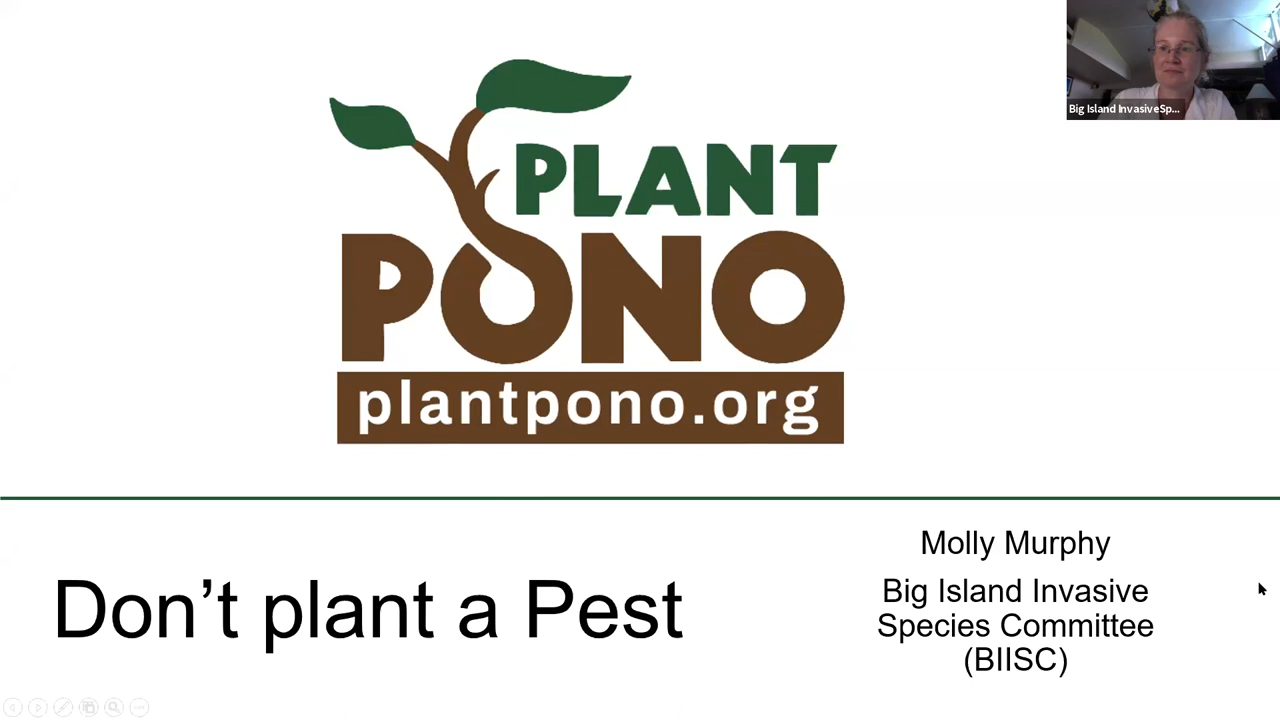 Big Island InvasiveSp...
PLANT
PONO
plantpono.org
Don’t plant a Pest
Molly Murphy
Big Island Invasive
Species Committee
(BIISC)